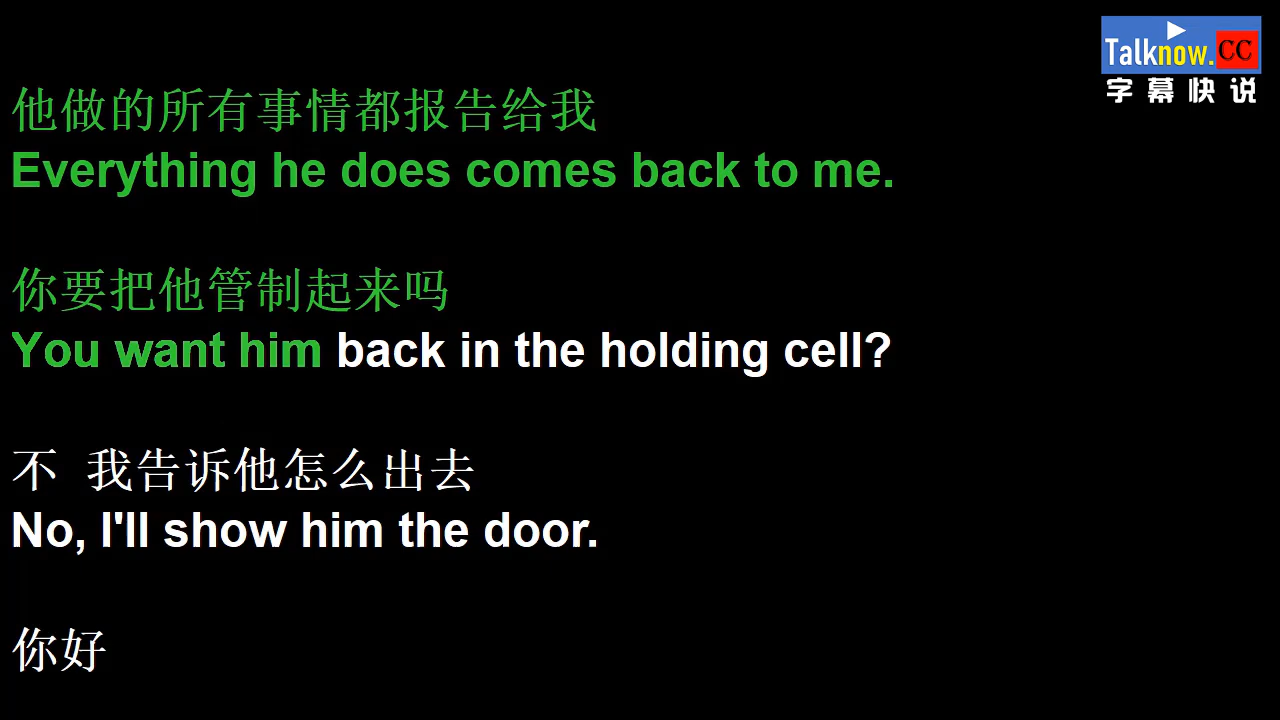 Talknow.CC
字幕快说
他做的所有事情都报告给我
Everything he does comes back to me.
你要把他管制起来吗
You want him back in the holding cell?
不 我告诉他怎么出去
No, I'll show him the door.
你好